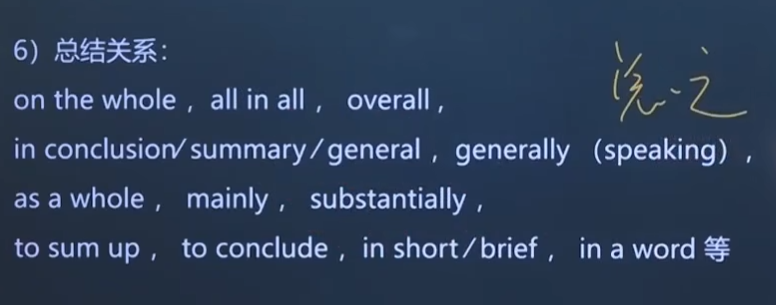 6）总结关系：
总之
on the whole， all in all， overall，
in conclusion/ summary/general，generally （speaking），
as a whole， mainly， substantially，
to sum up， to conclude，in short/brief， in a word 等